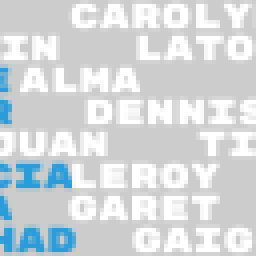 CAROLY
IN LATO
E ALMA
R DENNIS
JUAN TI
CIA LEROY
A GARET
HAD GAIG